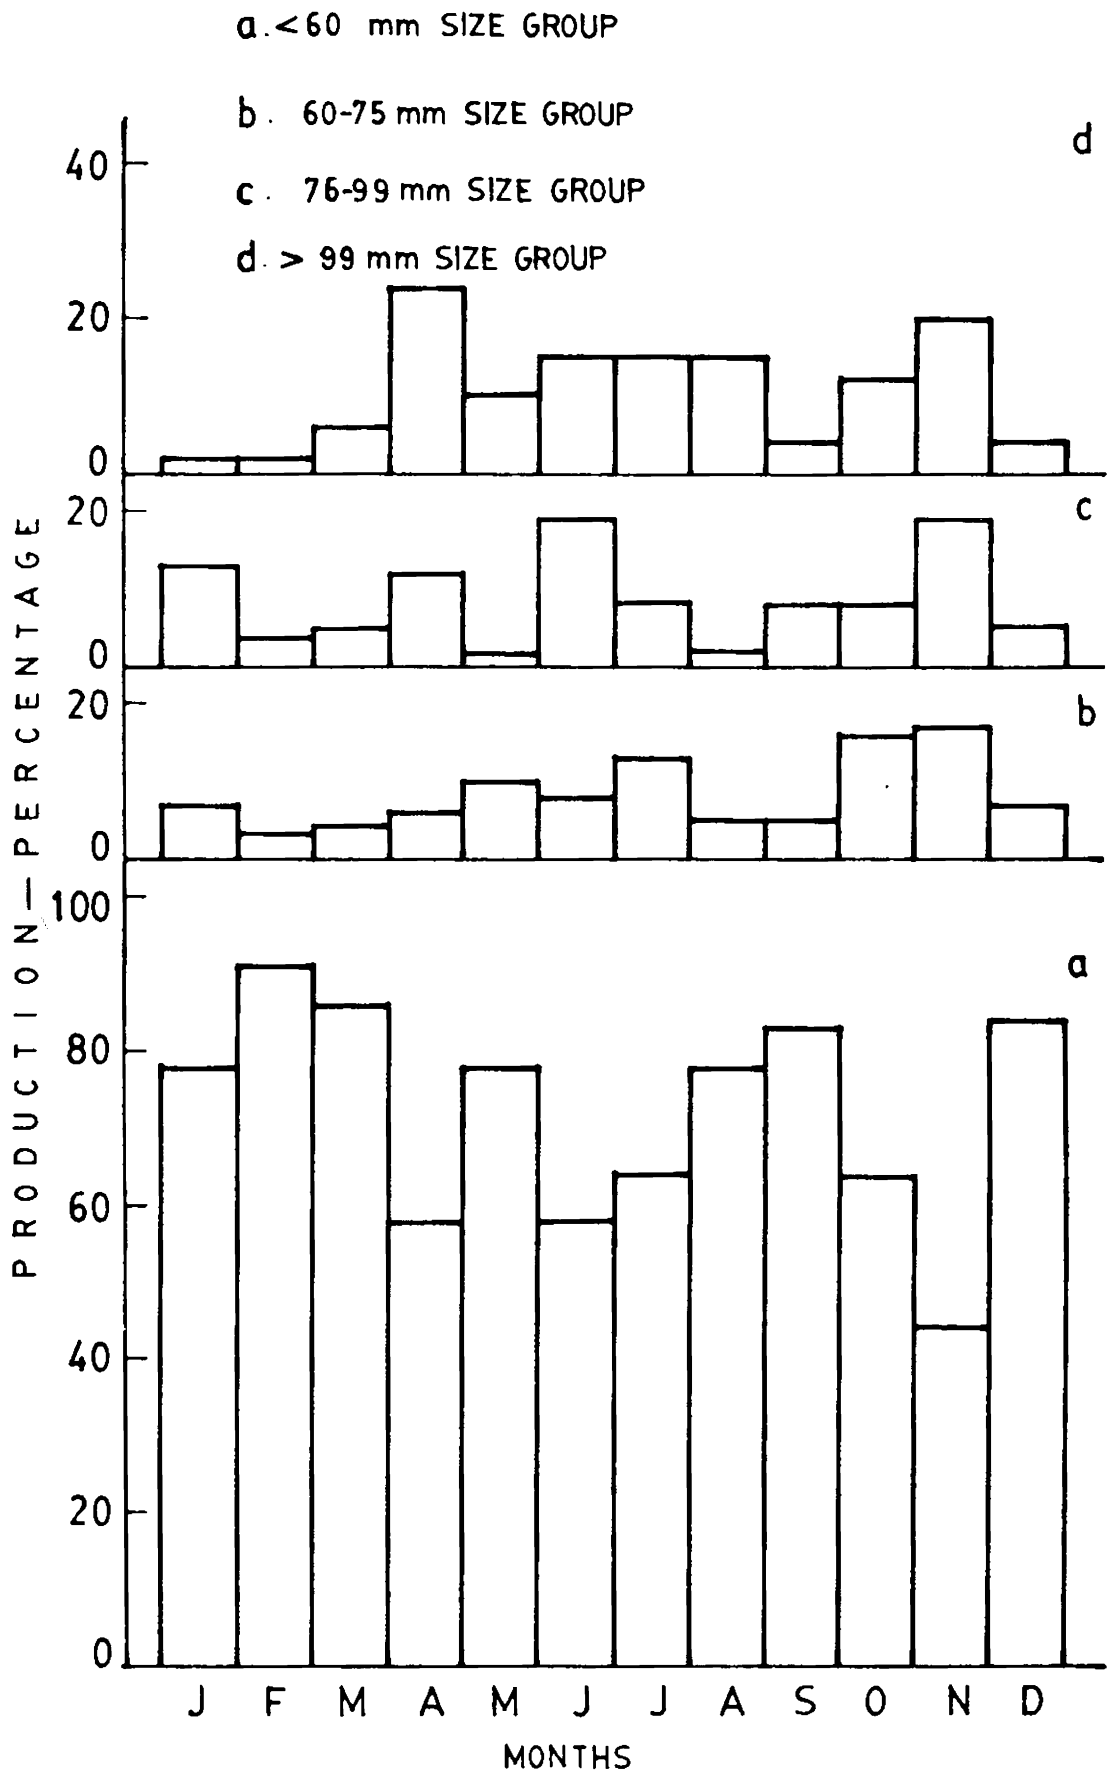 a. <60 mm SIZE GROUP
b. 60-75 mm SIZE GROUP
c. 76-99 mm SIZE GROUP
d. > 99 mm SIZE GROUP
d
40
20
0
c
20
0
b
20
0
a
100
80
60
40
20
0
PRODUCTION—PERCENTAGE
J F M A M J J A S O N D
MONTHS